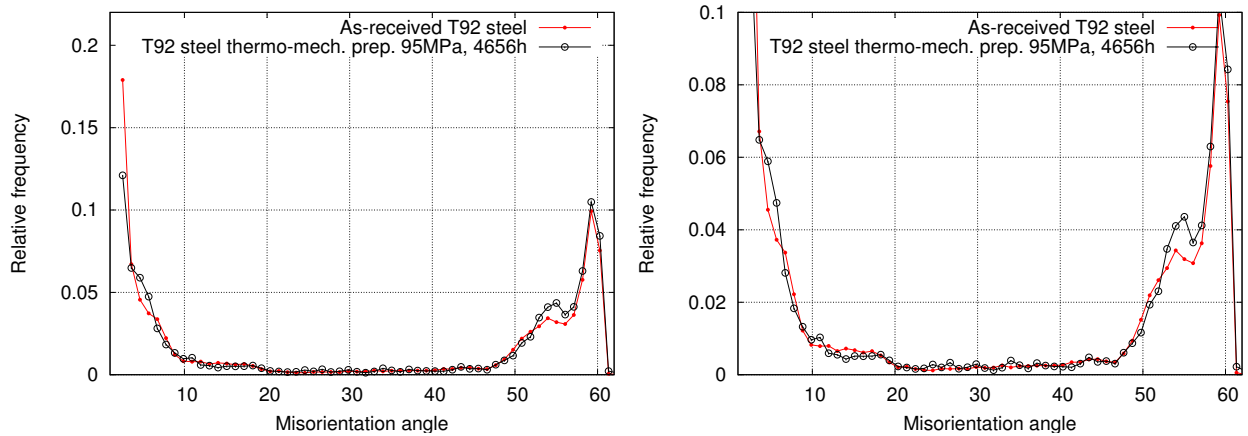 As-received T92 steel
T92 steel thermo-mech. prep. 95MPa, 4656h
Relative frequency
0.2
0.15
0.1
0.05
0
10 20 30 40 50 60
Misorientation angle
As-received T92 steel
T92 steel thermo-mech. prep. 95MPa, 4656h
Relative frequency
0.1
0.08
0.06
0.04
0.02
0
10 20 30 40 50 60
Misorientation angle